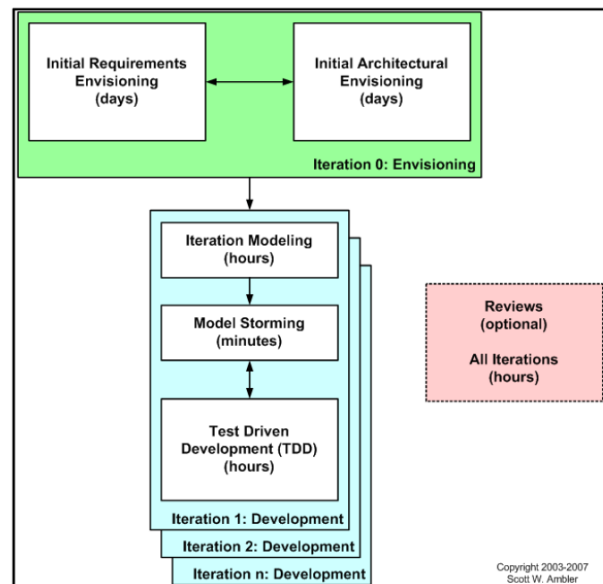 Initial Requirements
Envisioning
(days)
Initial Architectural
Envisioning
(days)
Iteration 0: Envisioning
Iteration Modeling
(hours)
Model Storming
(minutes)
Test Driven
Development (TDD)
(hours)
Iteration 1: Development
Iteration 2: Development
Iteration n: Development
Reviews
(optional)
All Iterations
(hours)
Copyright 2003-2007
Scott W. Ambler